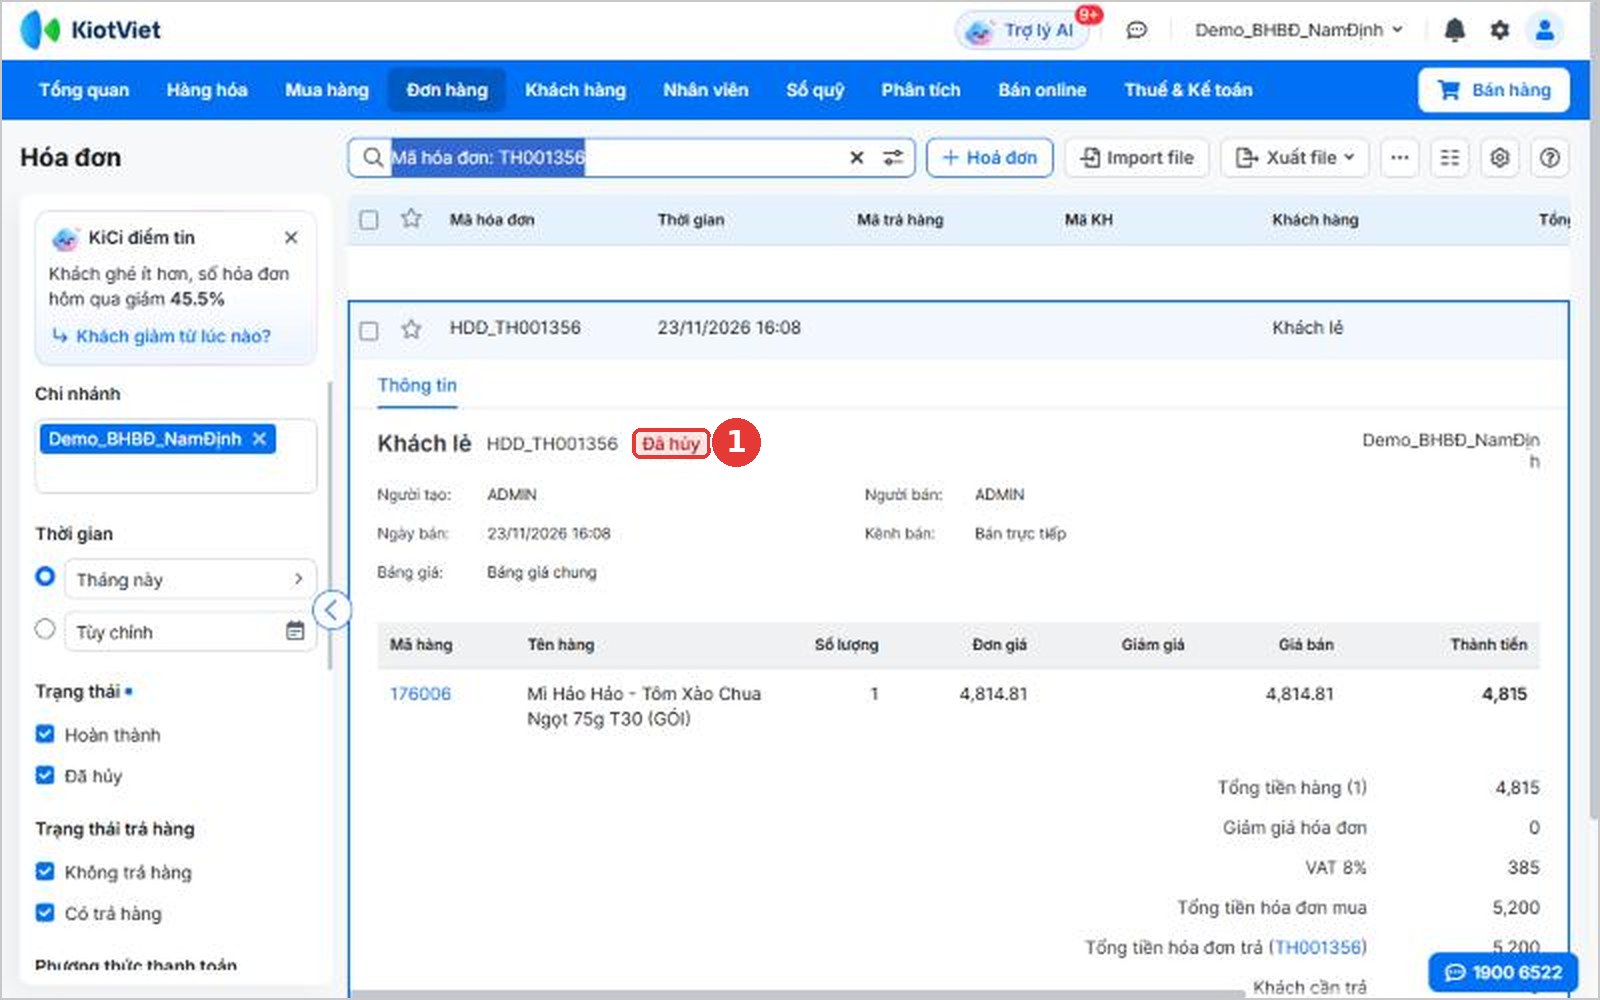 KiotViet
Trợ lý AI
9+
Demo_BHBĐ_NamĐịnh
Tổng quan
Hàng hóa
Mua hàng
Đơn hàng
Khách hàng
Nhân viên
Sổ quỹ
Phân tích
Bán online
Thuế & Kế toán
Bán hàng
Hóa đơn
Mã hóa đơn: TH001356
Hoá đơn
Import file
Xuất file
KiCi điểm tin
Khách ghé ít hơn, số hóa đơn
hôm qua giảm 45.5%
Khách giảm từ lúc nào?
Chi nhánh
Demo_BHBĐ_NamĐịnh
Thời gian
Tháng này
Tùy chỉnh
Trạng thái
Hoàn thành
Đã hủy
Trạng thái trả hàng
Không trả hàng
Có trả hàng
Phương thức thanh toán
Mã hóa đơn Thời gian Mã trả hàng Mã KH Khách hàng Tổng
HDD_TH001356 23/11/2026 16:08 Khách lẻ
Thông tin
Khách lẻ HDD_TH001356 Đã hủy 1
Demo_BHBĐ_NamĐịn
h
Người tạo: ADMIN Người bán: ADMIN
Ngày bán: 23/11/2026 16:08 Kênh bán: Bán trực tiếp
Bảng giá: Bảng giá chung
Mã hàng Tên hàng Số lượng Đơn giá Giảm giá Giá bán Thành tiền
176006 Mì Hảo Hảo - Tôm Xào Chua 1 4,814.81 4,814.81 4,815
Ngọt 75g T30 (GÓI)
Tổng tiền hàng (1) 4,815
Giảm giá hóa đơn 0
VAT 8% 385
Tổng tiền hóa đơn mua 5,200
Tổng tiền hóa đơn trả (TH001356) 5,200
Khách cần trả
1900 6522